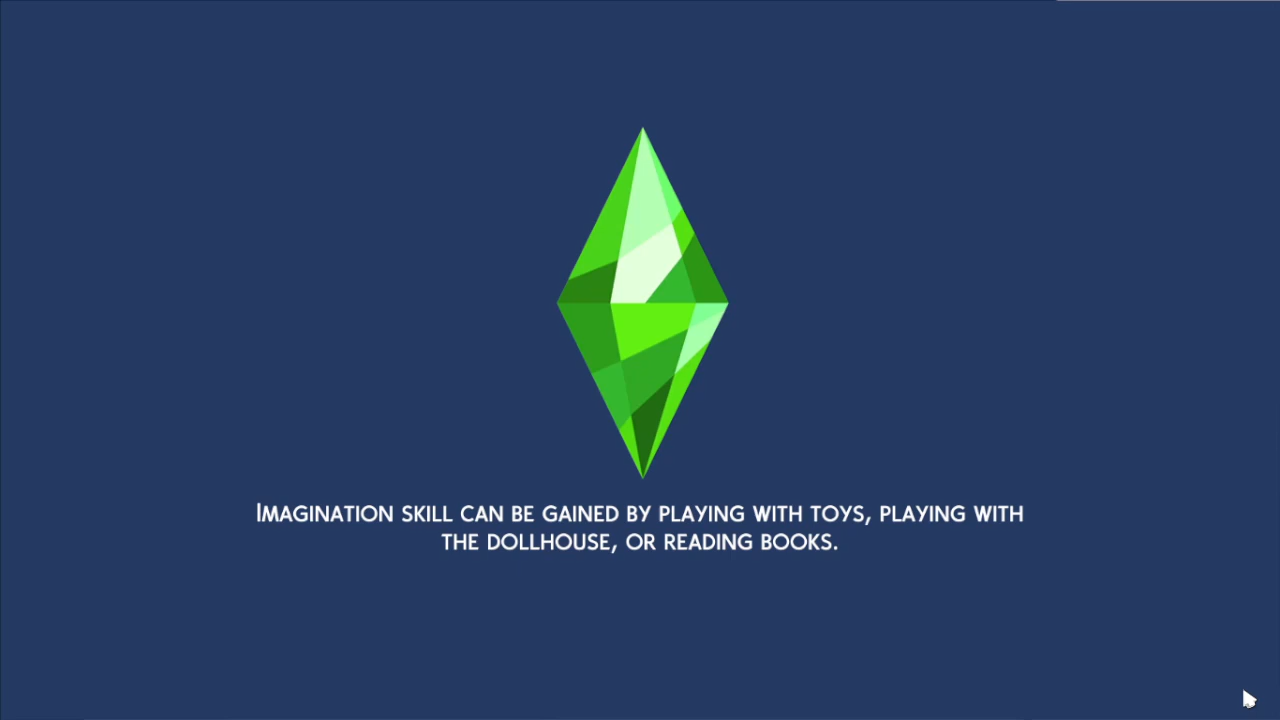 Imagination skill can be gained by playing with toys, playing with
the dollhouse, or reading books.